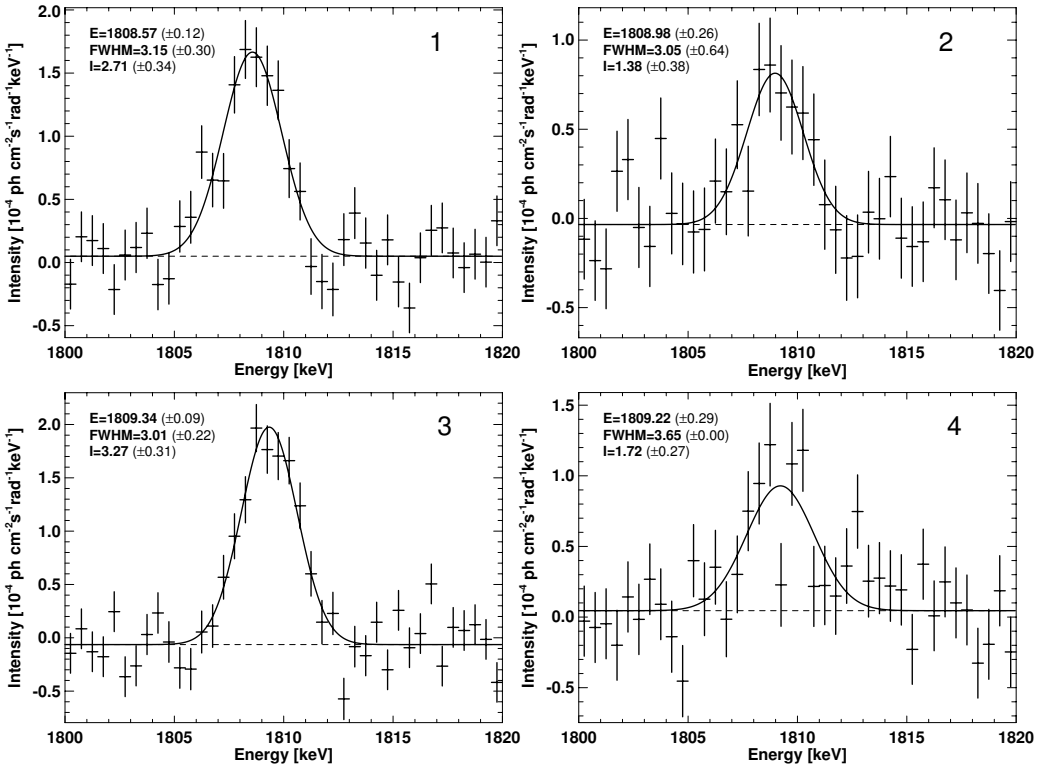 E=1808.57 (±0.12)
FWHM=3.15 (±0.30)
I=2.71 (±0.34)
1
2.0
1.5
1.0
0.5
0.0
-0.5
Intensity [10⁻⁴ ph cm⁻²s⁻¹rad⁻¹keV⁻¹]
1800 1805 1810 1815 1820
Energy [keV]
E=1808.98 (±0.26)
FWHM=3.05 (±0.64)
I=1.38 (±0.38)
2
1.0
0.5
0.0
-0.5
Intensity [10⁻⁴ ph cm⁻²s⁻¹rad⁻¹keV⁻¹]
1800 1805 1810 1815 1820
Energy [keV]
E=1809.34 (±0.09)
FWHM=3.01 (±0.22)
I=3.27 (±0.31)
3
2.0
1.5
1.0
0.5
0.0
-0.5
Intensity [10⁻⁴ ph cm⁻²s⁻¹rad⁻¹keV⁻¹]
1800 1805 1810 1815 1820
Energy [keV]
E=1809.22 (±0.29)
FWHM=3.65 (±0.00)
I=1.72 (±0.27)
4
1.5
1.0
0.5
0.0
-0.5
Intensity [10⁻⁴ ph cm⁻²s⁻¹rad⁻¹keV⁻¹]
1800 1805 1810 1815 1820
Energy [keV]